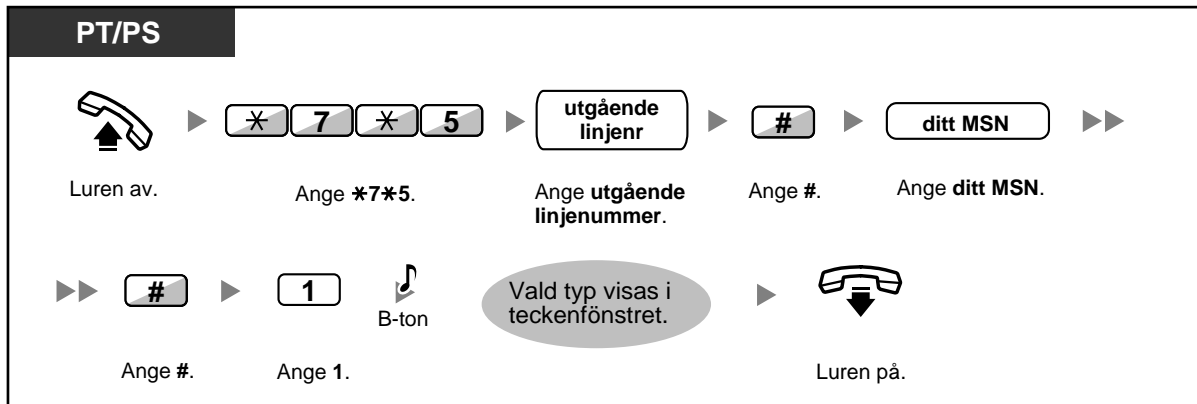 PT/PS
✳ 7 ✳ 5
utgående
linjenr
#
ditt MSN
Luren av.
Ange ✳7✳5.
Ange utgående
linjenummer.
Ange #.
Ange ditt MSN.
#
1
B-ton
Vald typ visas i
teckenfönstret.
Ange #.
Ange 1.
Luren på.